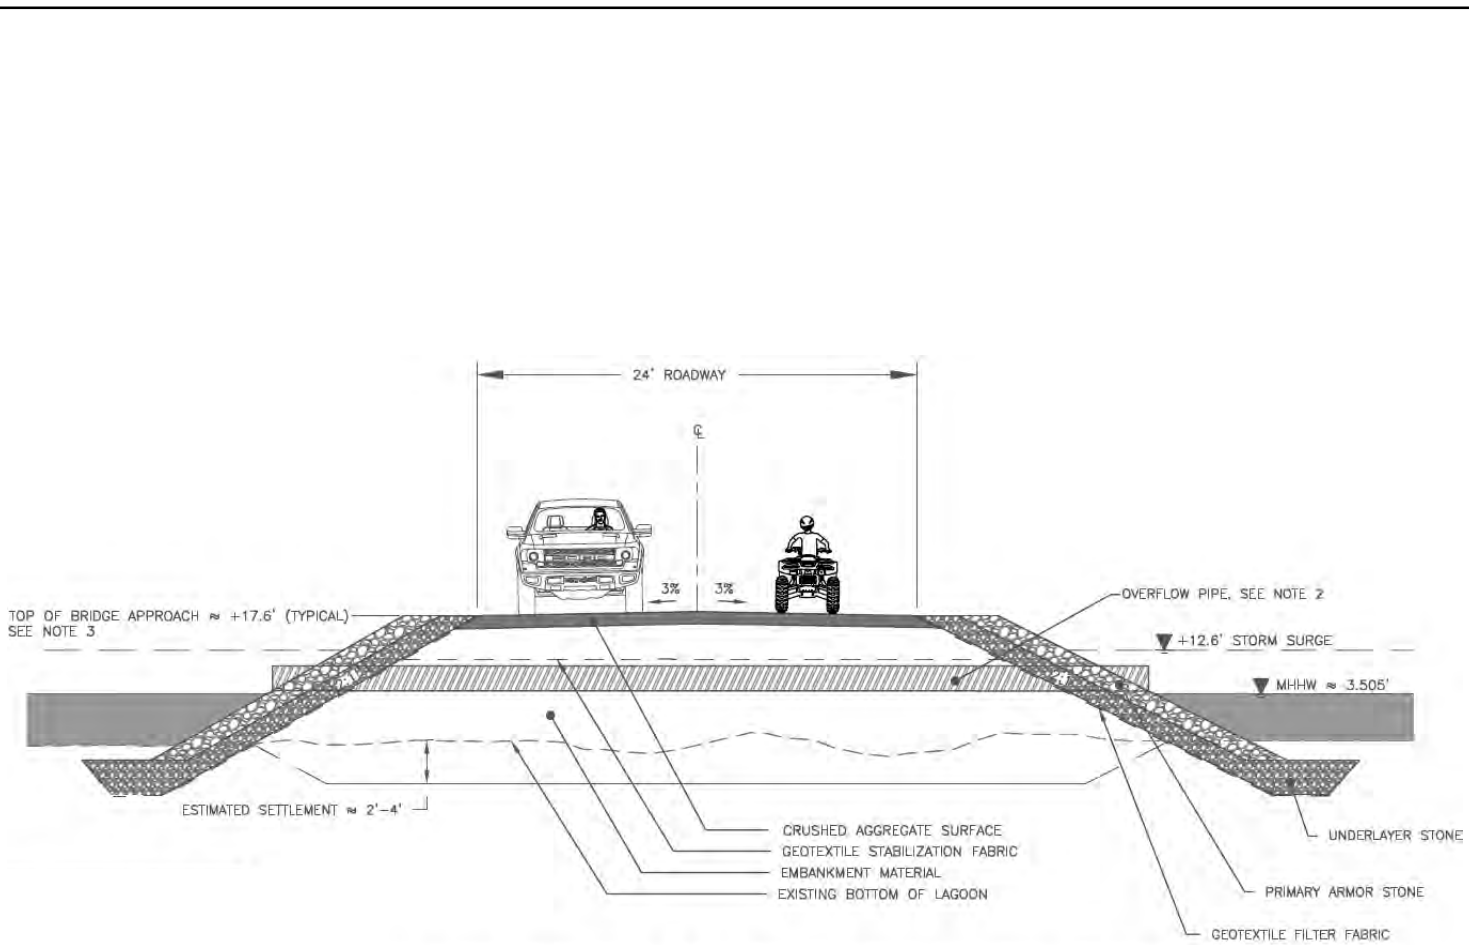 24' ROADWAY
℄
3% 3%
OVERFLOW PIPE, SEE NOTE 2
TOP OF BRIDGE APPROACH ≈ +17.6' (TYPICAL)
SEE NOTE 3
+12.6' STORM SURGE
MHHW ≈ 3.505'
2:1
ESTIMATED SETTLEMENT ≈ 2'-4'
CRUSHED AGGREGATE SURFACE
GEOTEXTILE STABILIZATION FABRIC
EMBANKMENT MATERIAL
EXISTING BOTTOM OF LAGOON
UNDERLAYER STONE
PRIMARY ARMOR STONE
GEOTEXTILE FILTER FABRIC